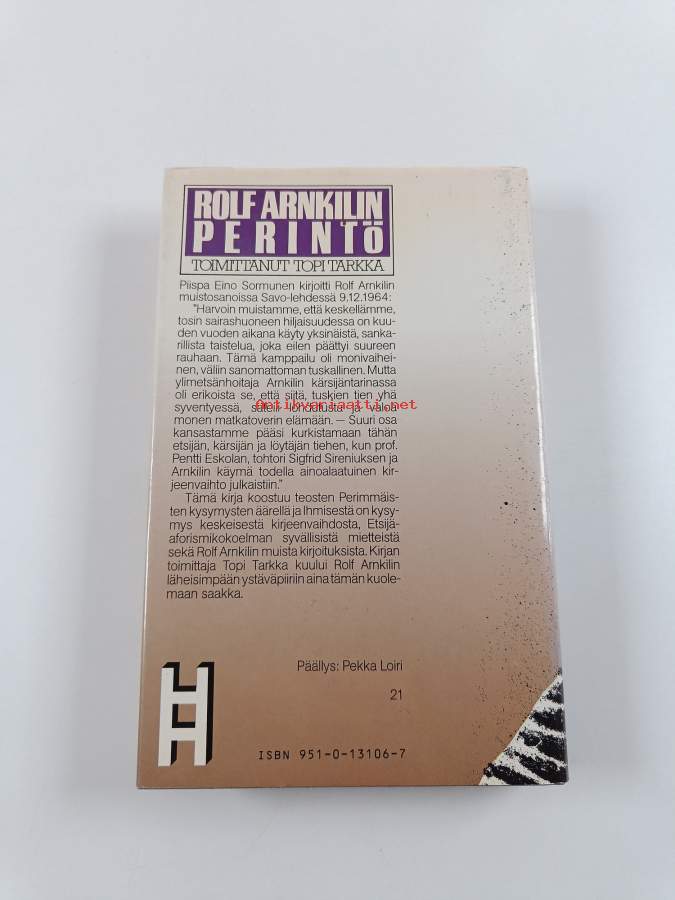 ROLF ARNKILIN
PERINTÖ
TOIMITTANUT TOPI TARKKA
Piispa Eino Sormunen kirjoitti Rolf Arnkilin
muistosanoissa Savo-lehdessä 9.12.1964:
"Harvoin muistamme, että keskellämme,
tosin sairashuoneen hiljaisuudessa on kuu-
den vuoden aikana käyty yksinäistä, sanka-
rillista taistelua, joka eilen päättyi suureen
rauhaan. Tämä kamppailu oli monivaihei-
nen, väliin sanomattoman tuskallinen. Mutta
ylimetsänhoitaja Arnkilin kärsijäntarinassa
oli erikoista se, että siitä, tuskien tien yhä
syventyessä, säteili lohdutusta ja valoa
antikvariaatti.net
monen matkatoverin elämään. — Suuri osa
kansastamme pääsi kurkistamaan tähän
etsijän, kärsijän ja löytäjän tiehen, kun prof.
Pentti Eskolan, tohtori Sigfrid Sireniuksen ja
Arnkilin käymä todella ainoalaatuinen kir-
jeenvaihto julkaistiin."
Tämä kirja koostuu teosten Perimmäis-
ten kysymysten äärellä ja Ihmisestä on kysy-
mys keskeisestä kirjeenvaihdosta, Etsijä-
aforismikokoelman syvällisistä mietteistä
sekä Rolf Arnkilin muista kirjoituksista. Kirjan
toimittaja Topi Tarkka kuului Rolf Arnkilin
läheisimpään ystäväpiiriin aina tämän kuole-
maan saakka.
Päällys: Pekka Loiri
21
ISBN 951-0-13106-7